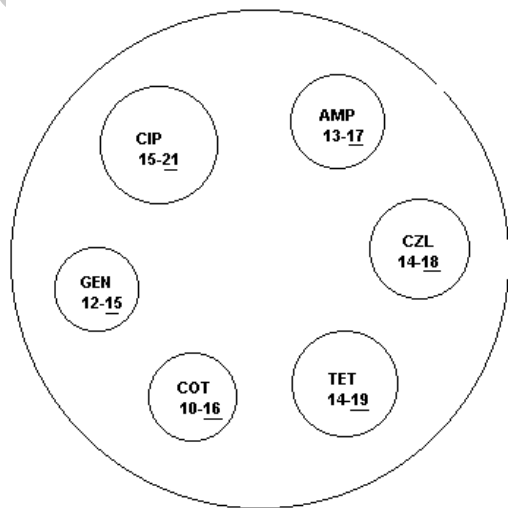 CIP
15-21
AMP
13-17
CZL
14-18
GEN
12-15
COT
10-16
TET
14-19